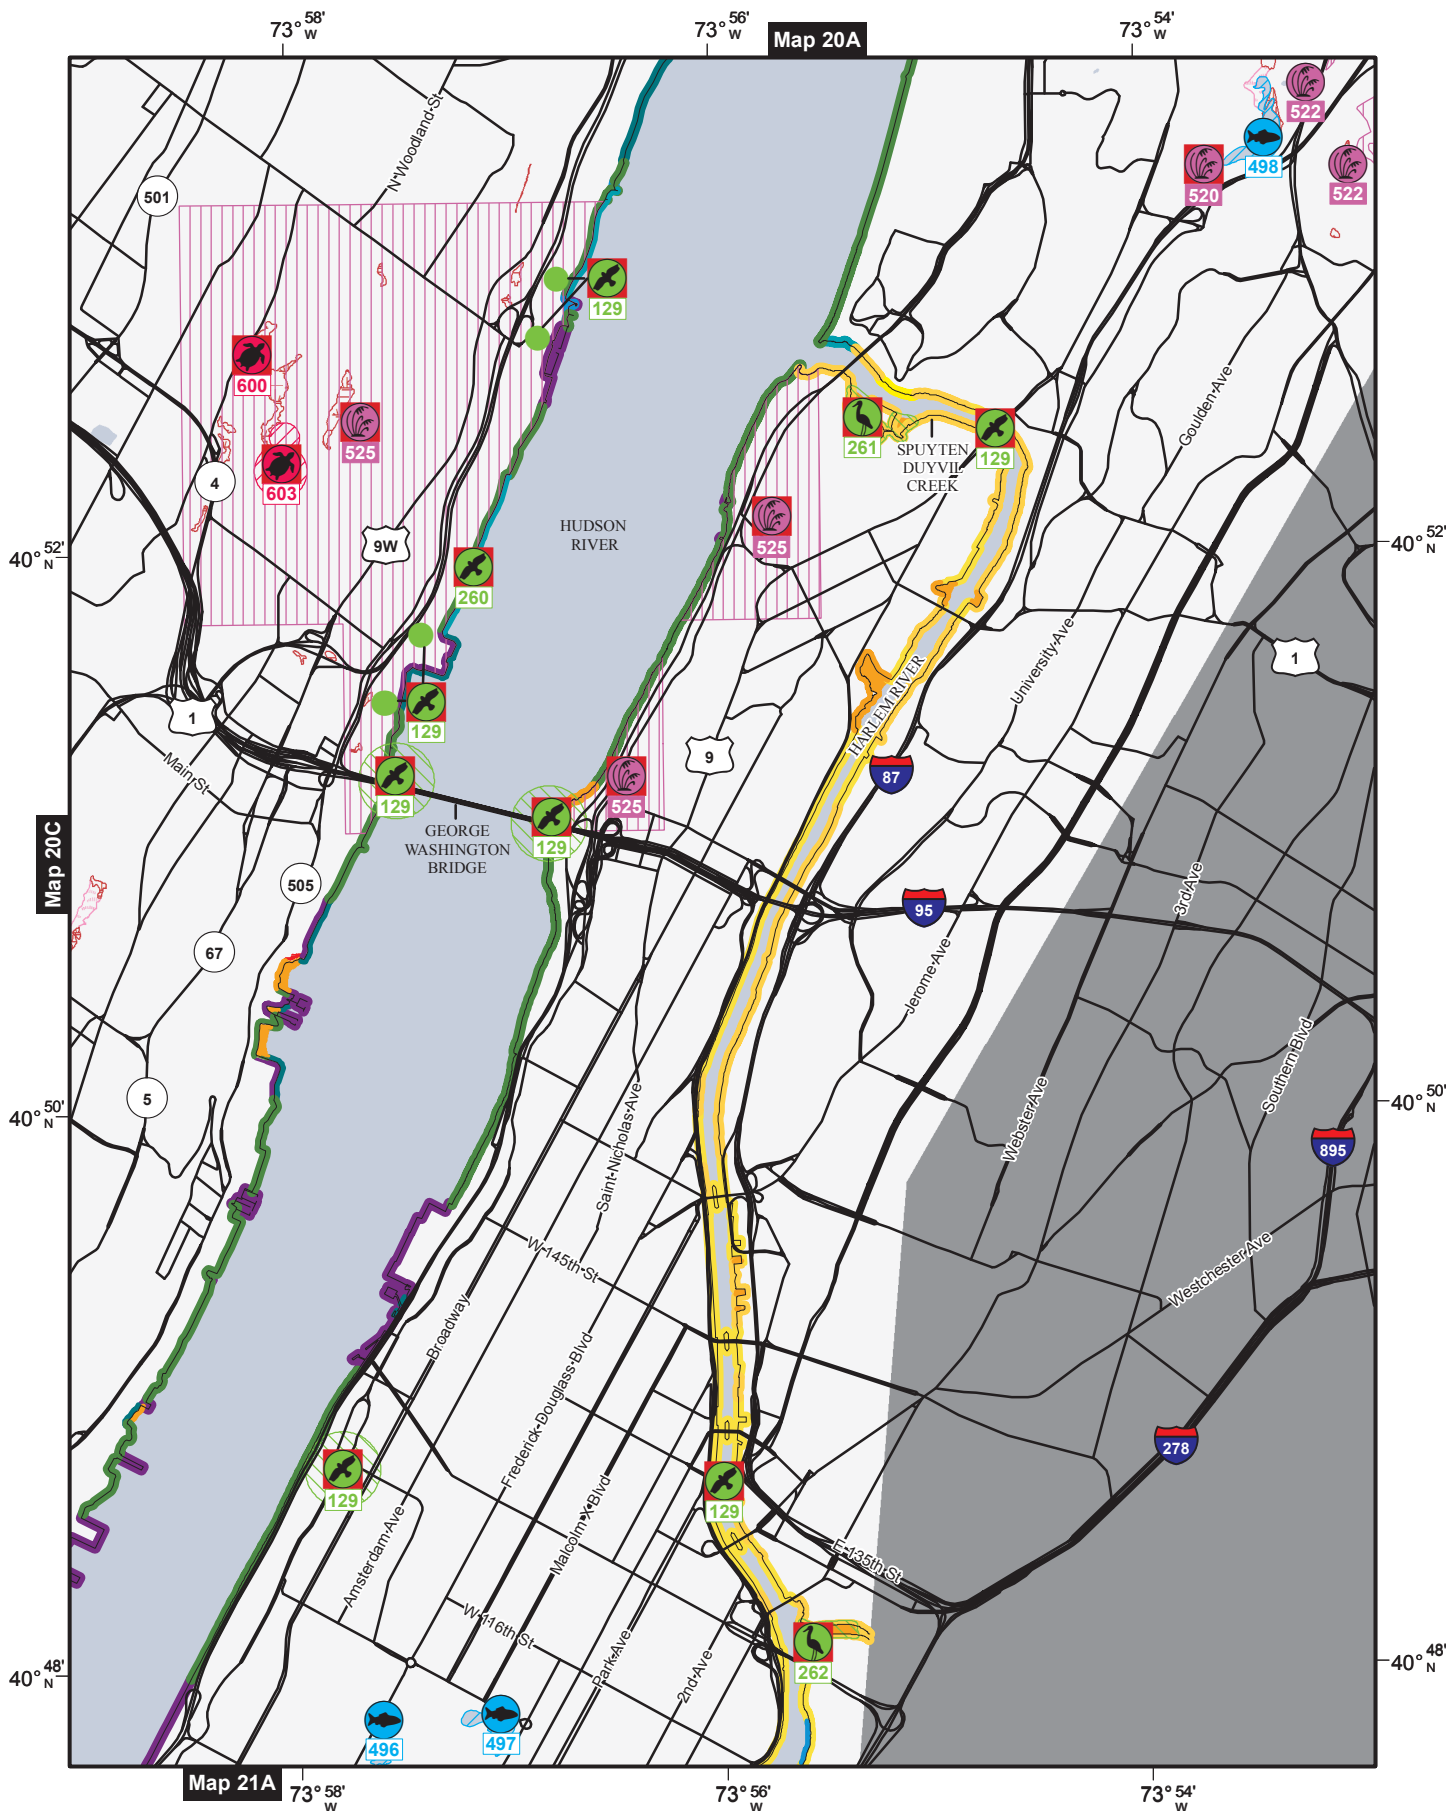 73°58'
W
73°56'
W
73°54'
W
Map 20A
N Woodland St
522
498
520
522
501
129
600
525
603
4
261
129
SPUYTEN
DUYVIL
CREEK
Goulden Ave
525
HUDSON
RIVER
9W
40°52'
N
40°52'
N
260
University Ave
1
HARLEM RIVER
129
1
Main St
9
87
129
525
129
GEORGE
WASHINGTON
BRIDGE
Map 20C
505
95
3rd Ave
67
Jerome Ave
Southern Blvd
5
40°50'
N
40°50'
N
Saint Nicholas Ave
Webster Ave
895
W 145th St
Westchester Ave
Broadway
Frederick Douglass Blvd
278
129
129
Malcolm X Blvd
Amsterdam Ave
E 135th St
W 116th St
Park Ave
2nd Ave
262
40°48'
N
40°48'
N
496
497
Map 21A
73°58'
W
73°56'
W
73°54'
W